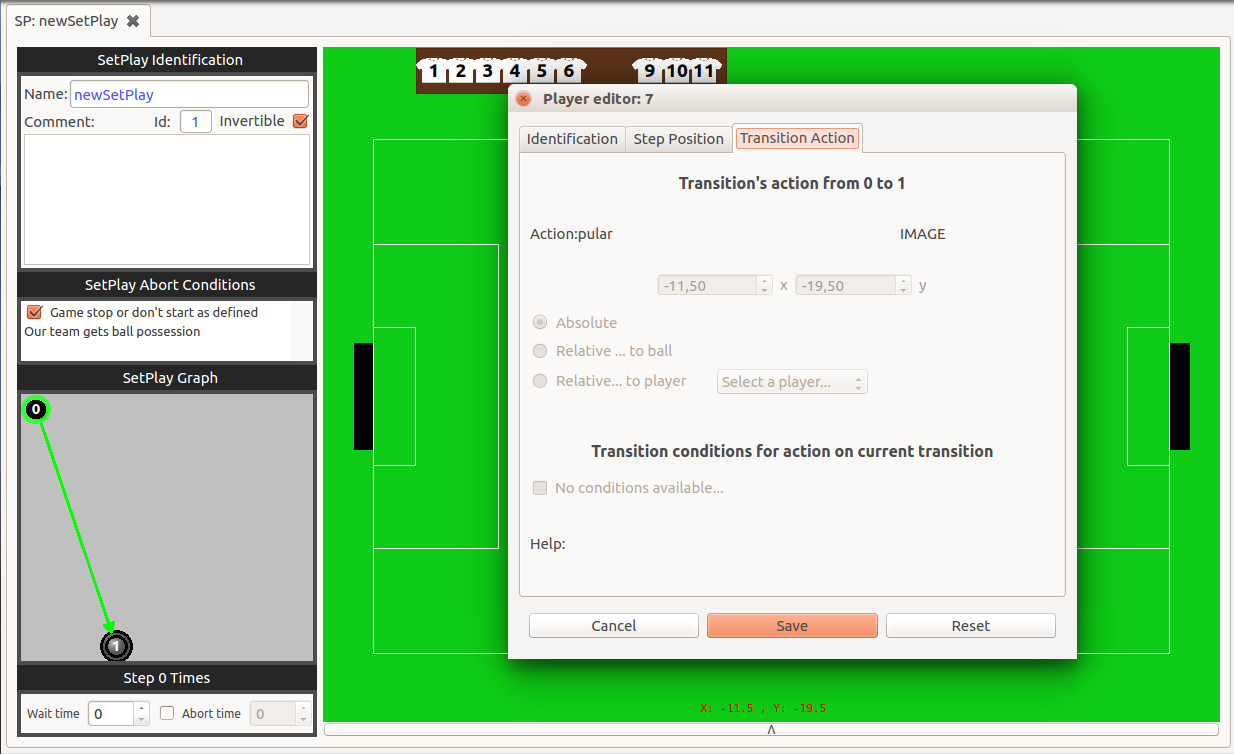 SP: newSetPlay
SetPlay Identification
Name: newSetPlay
Comment: Id: 1 Invertible
SetPlay Abort Conditions
Game stop or don't start as defined
Our team gets ball possession
SetPlay Graph
0
1
Step 0 Times
Wait time 0 Abort time 0
1 2 3 4 5 6 9 10 11
Player editor: 7
Identification Step Position Transition Action
Transition's action from 0 to 1
Action:pular IMAGE
-11,50 x -19,50 y
Absolute
Relative ... to ball
Relative... to player Select a player...
Transition conditions for action on current transition
No conditions available...
Help:
Cancel Save Reset
X: -11.5 , Y: -19.5